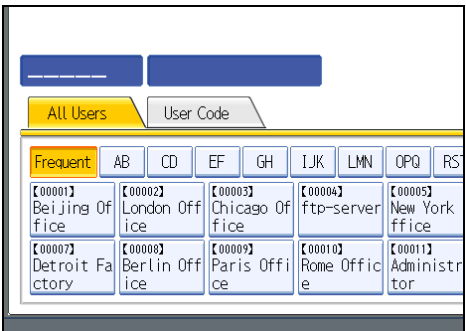 _____
All Users User Code
Frequent AB CD EF GH IJK LMN OPQ RST
【00001】 【00002】 【00003】 【00004】 【00005】
Beijing Of London Off Chicago Of ftp-server New York
fice ice fice ffice
【00007】 【00008】 【00009】 【00010】 【00011】
Detroit Fa Berlin Off Paris Offi Rome Offic Administr
ctory ice ce e tor